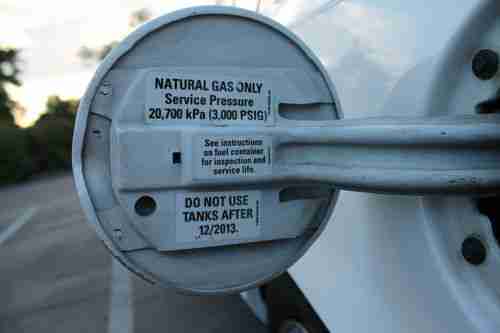 NATURAL GAS ONLY
Service Pressure
20,700 kPa (3,000 PSIG)
See instructions
on fuel container
for inspection and
service life.
DO NOT USE
TANKS AFTER
12/2013.